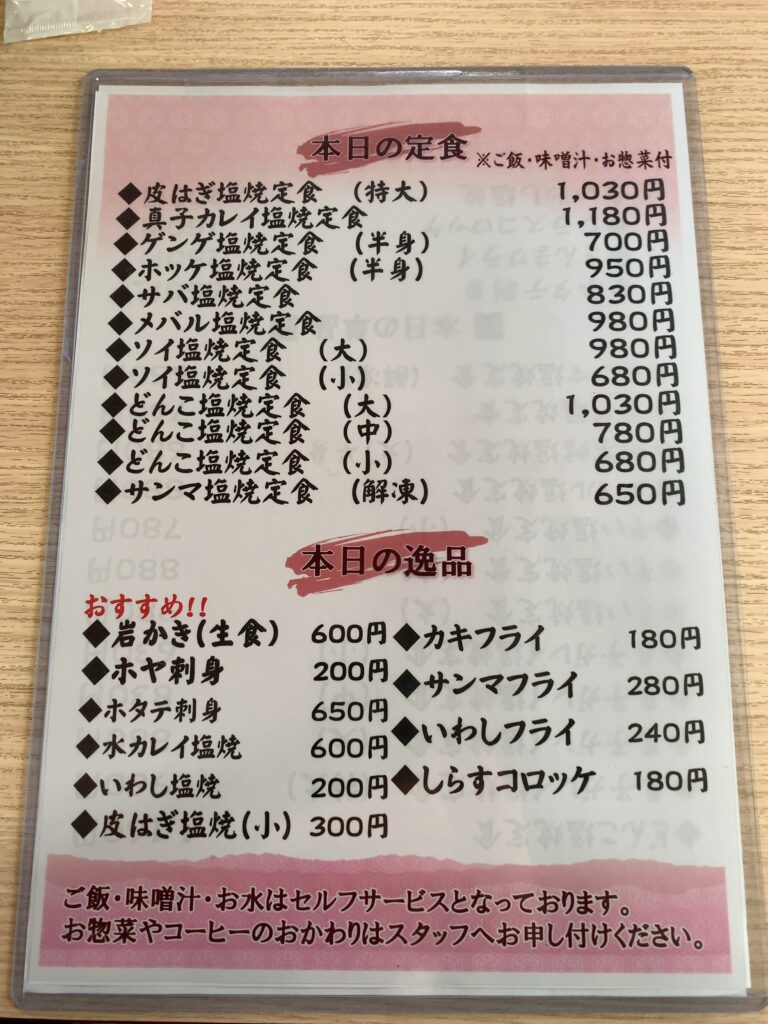 本日の定食 ※ご飯・味噌汁・お惣菜付
◆皮はぎ塩焼定食 (特大) 1,030円
◆真子カレイ塩焼定食 1,180円
◆ゲンゲ塩焼定食 (半身) 700円
◆ホッケ塩焼定食 (半身) 950円
◆サバ塩焼定食 830円
◆メバル塩焼定食 980円
◆ソイ塩焼定食 (大) 980円
◆ソイ塩焼定食 (小) 680円
◆どんこ塩焼定食 (大) 1,030円
◆どんこ塩焼定食 (中) 780円
◆どんこ塩焼定食 (小) 680円
◆サンマ塩焼定食 (解凍) 650円
本日の逸品
おすすめ!!
◆岩かき(生食) 600円
◆ホヤ刺身 200円
◆ホタテ刺身 650円
◆水カレイ塩焼 600円
◆いわし塩焼 200円
◆皮はぎ塩焼(小) 300円
◆カキフライ 180円
◆サンマフライ 280円
◆いわしフライ 240円
◆しらすコロッケ 180円
ご飯・味噌汁・お水はセルフサービスとなっております。
お惣菜やコーヒーのおかわりはスタッフへお申し付けください。